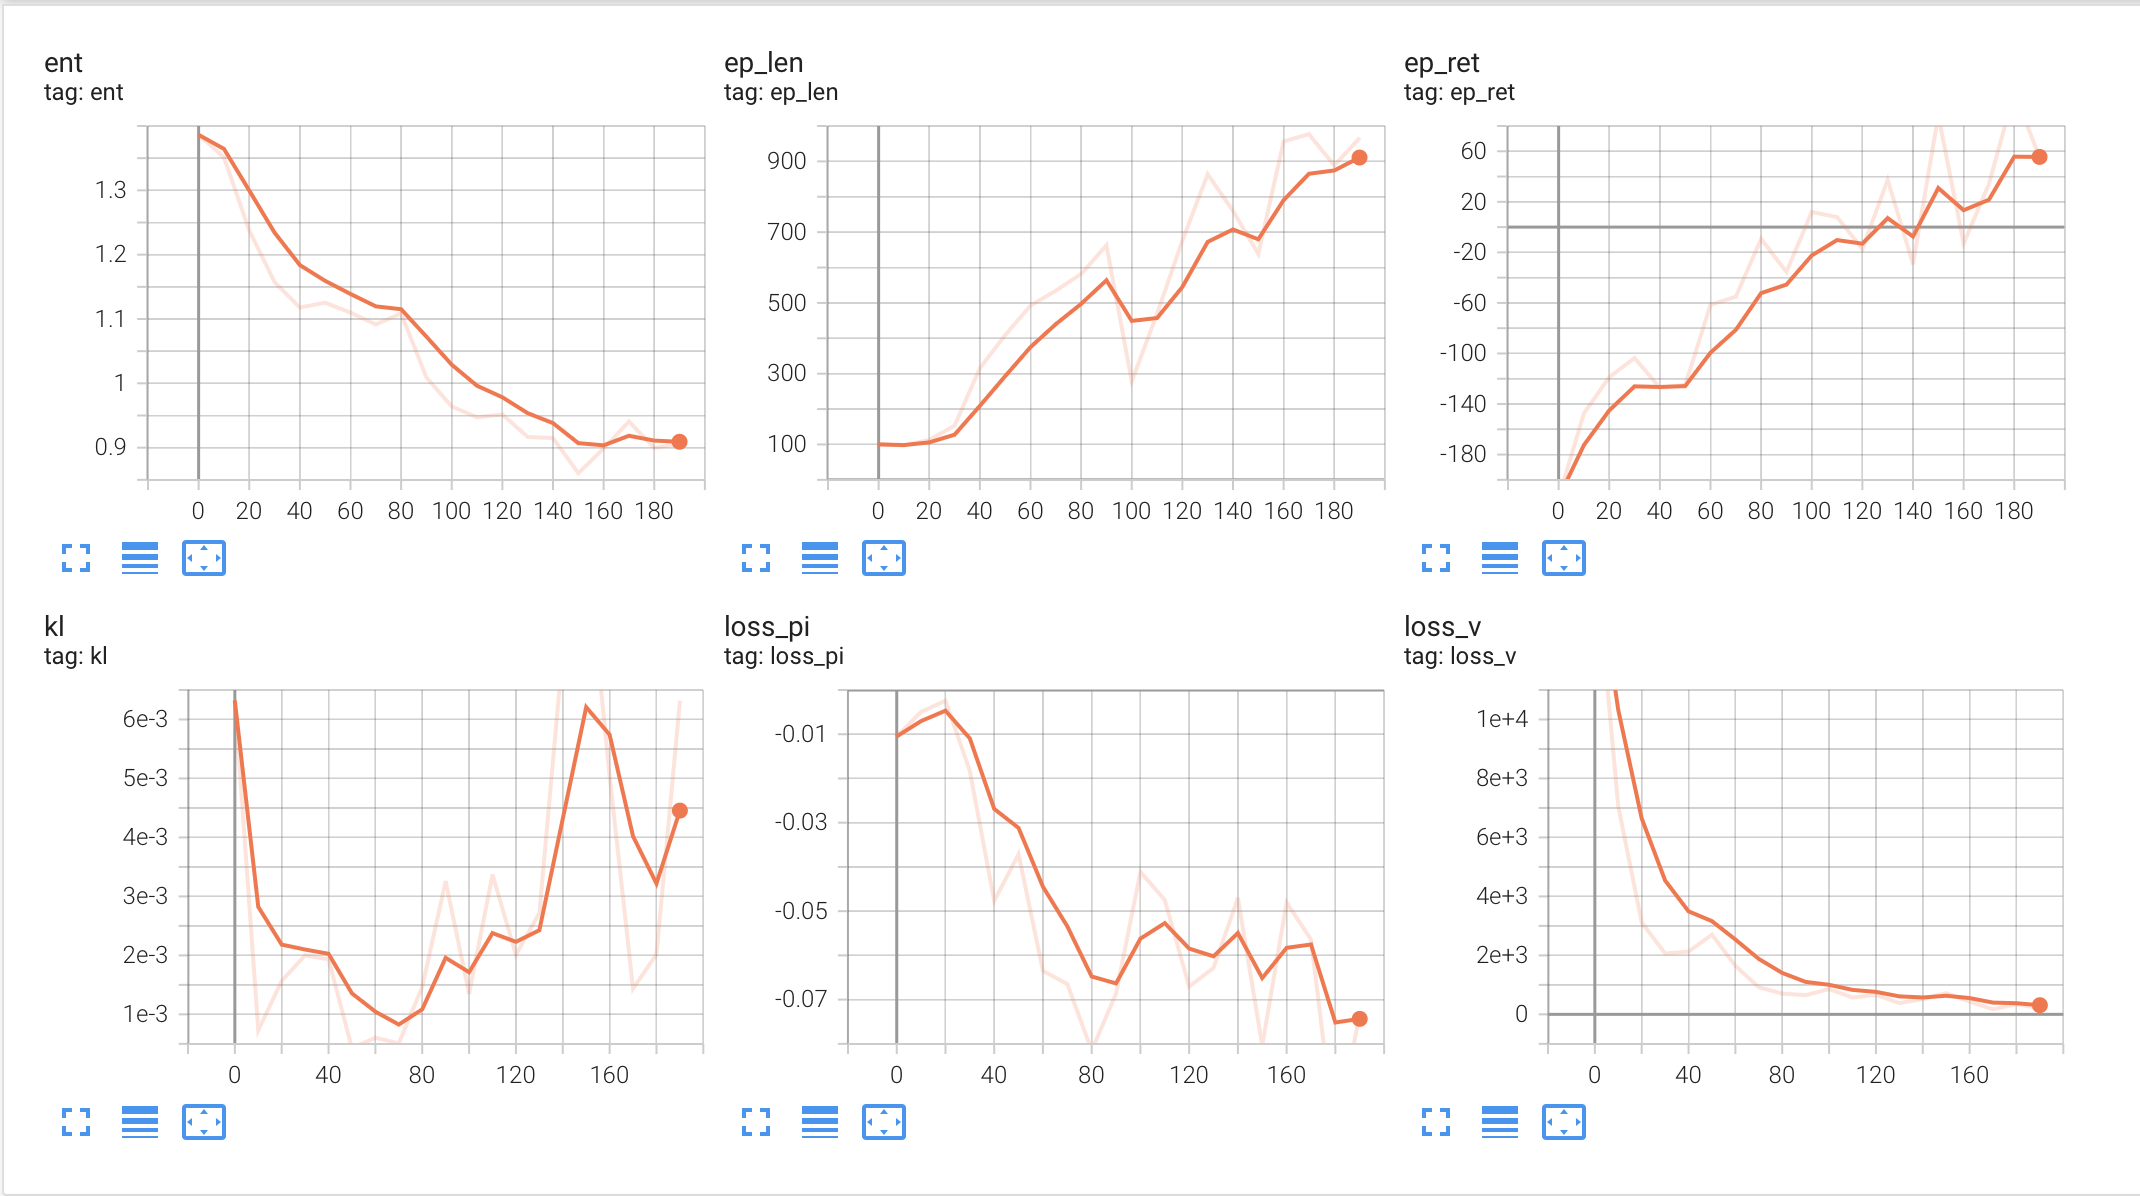 ent
tag: ent
1.3
1.2
1.1
1
0.9
0 20 40 60 80 100 120 140 160 180
ep_len
tag: ep_len
900
700
500
300
100
0 20 40 60 80 100 120 140 160 180
ep_ret
tag: ep_ret
60
20
-20
-60
-100
-140
-180
0 20 40 60 80 100 120 140 160 180
kl
tag: kl
6e-3
5e-3
4e-3
3e-3
2e-3
1e-3
0 40 80 120 160
loss_pi
tag: loss_pi
-0.01
-0.03
-0.05
-0.07
0 40 80 120 160
loss_v
tag: loss_v
1e+4
8e+3
6e+3
4e+3
2e+3
0
0 40 80 120 160